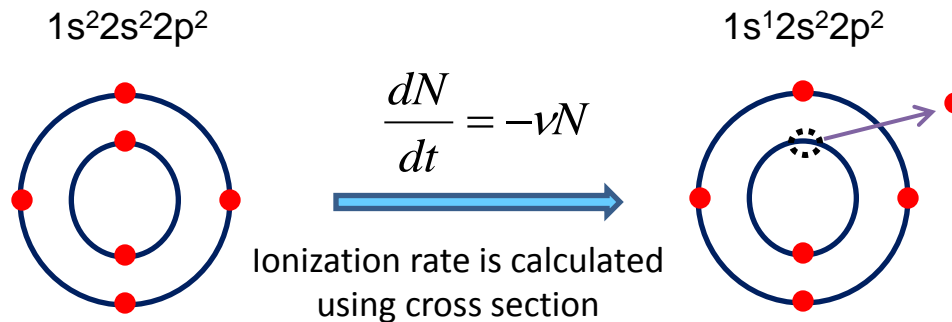 1s²2s²2p²
1s¹2s²2p²
dN/dt = -νN
Ionization rate is calculated
using cross section